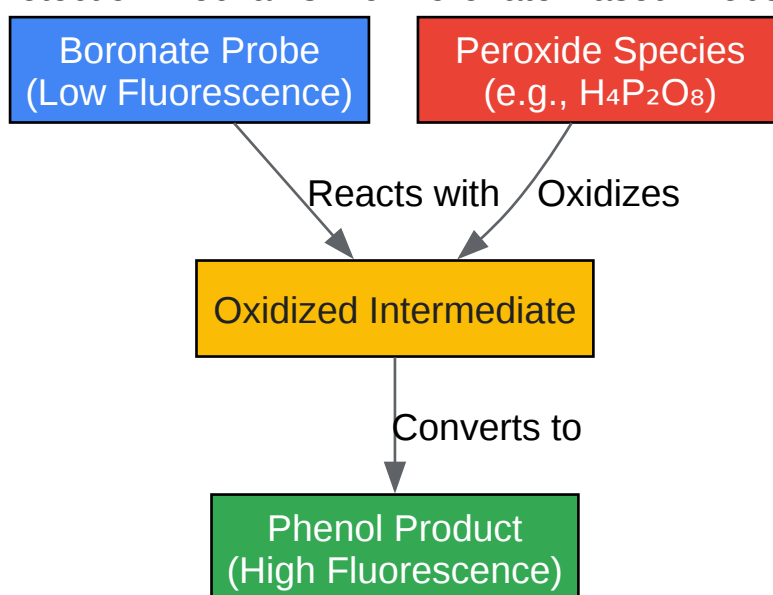 Boronate Probe
(Low Fluorescence)
Peroxide Species
(e.g., H₄P₂O₈)
Reacts with
Oxidizes
Oxidized Intermediate
Converts to
Phenol Product
(High Fluorescence)